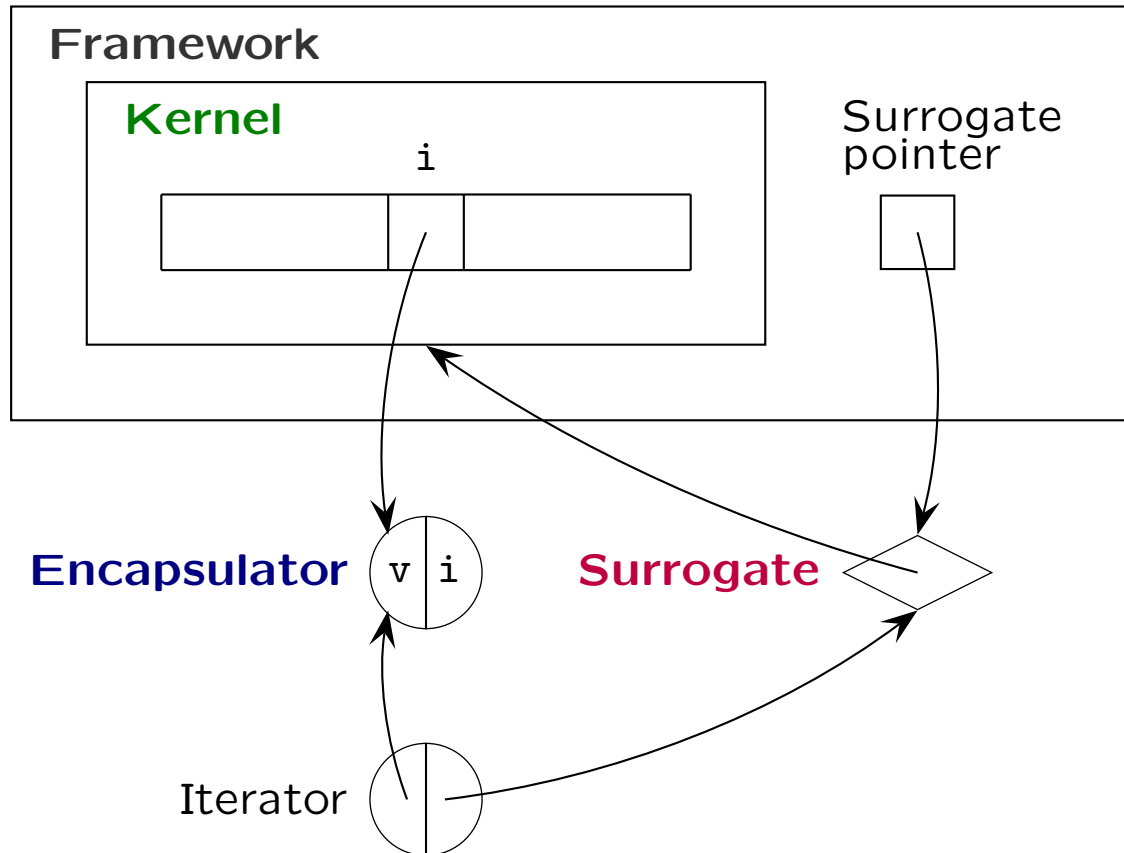 Framework
Kernel
Surrogate
pointer
i
Encapsulator
v i
Surrogate
Iterator